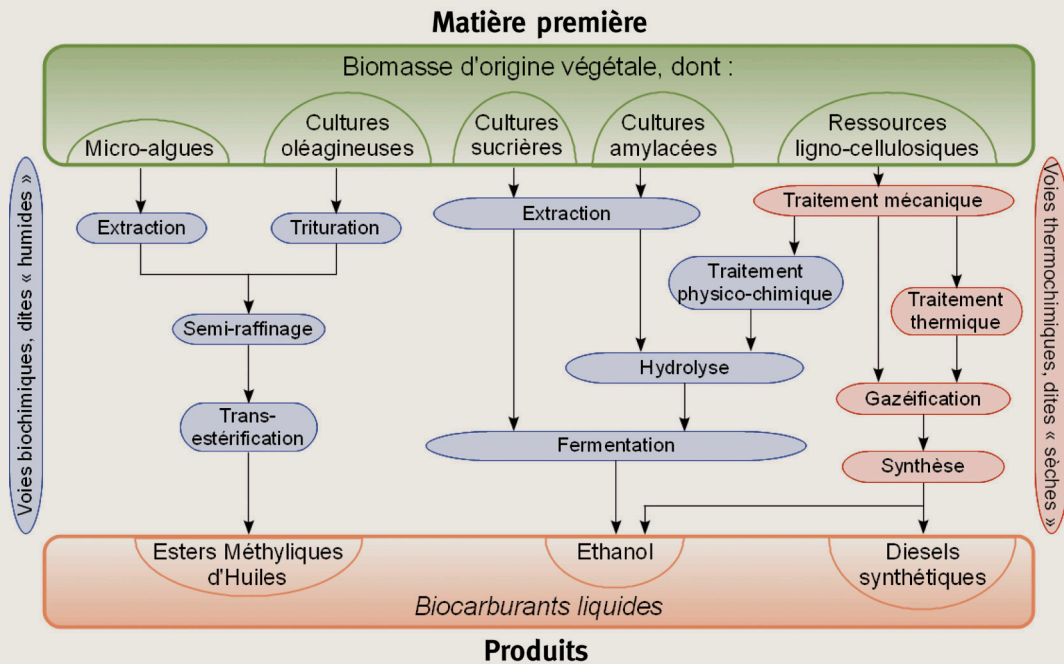 Matière première
Biomasse d'origine végétale, dont :
Micro-algues
Cultures
oléagineuses
Cultures
sucrières
Cultures
amylacées
Ressources
ligno-cellulosiques
Voies biochimiques, dites « humides »
Voies thermochimiques, dites « sèches »
Extraction
Trituration
Extraction
Traitement mécanique
Traitement
physico-chimique
Traitement
thermique
Semi-raffinage
Hydrolyse
Gazéification
Trans-
estérification
Fermentation
Synthèse
Esters Méthyliques
d'Huiles
Ethanol
Diesels
synthétiques
Biocarburants liquides
Produits